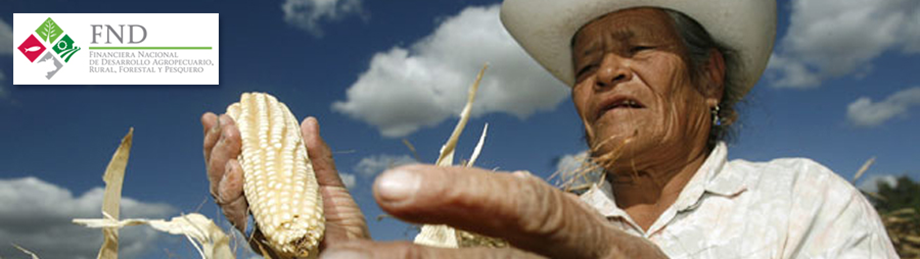 FND
FINANCIERA NACIONAL
DE DESARROLLO AGROPECUARIO,
RURAL, FORESTAL Y PESQUERO